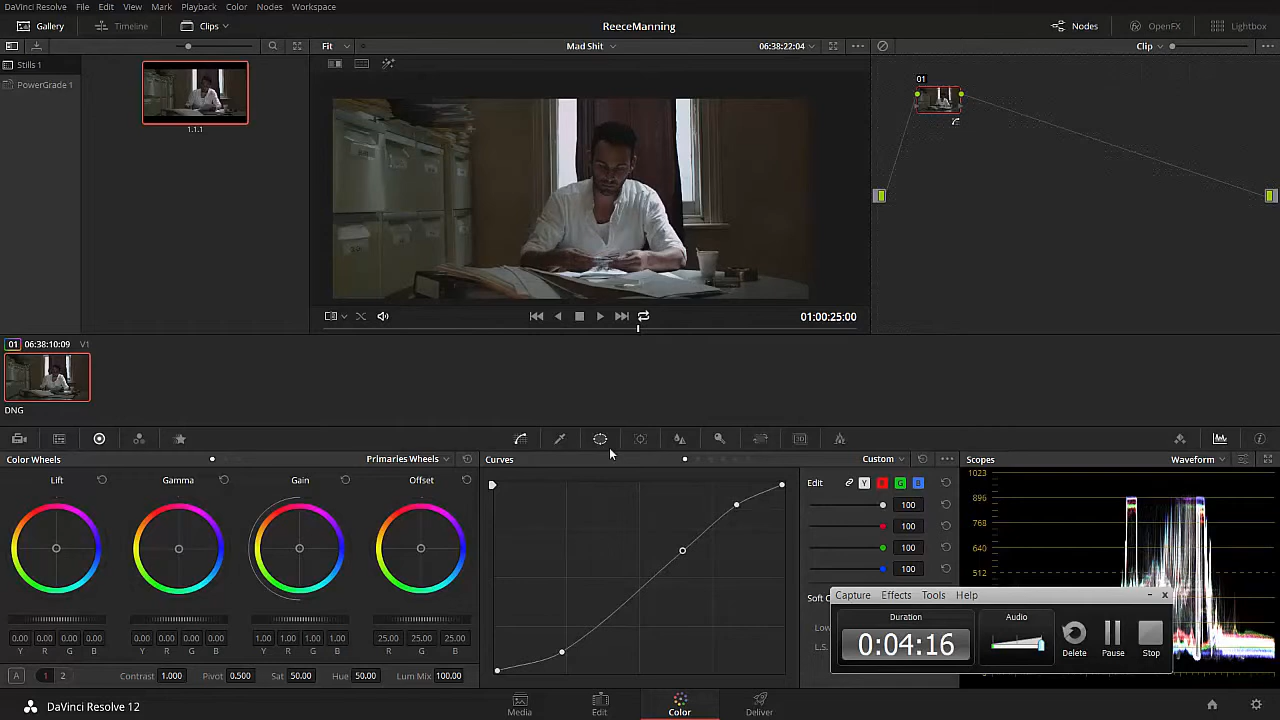 DaVinci Resolve File Edit View Mark Playback Color Nodes Workspace
Gallery Timeline Clips ReeceManning Nodes OpenFX Lightbox
Fit Mad Shit 06:38:22:04 Clip
Stills 1
PowerGrade 1
1.1.1
01
01:00:25:00
01 06:38:10:09 V1
DNG
Color Wheels Primaries Wheels Curves Custom Scopes Waveform
Lift Gamma Gain Offset
Edit Y R G B
100
100
100
100
1023
896
768
640
512
Soft C
Low
L.S.
0.00 0.00 0.00 0.00 0.00 0.00 0.00 0.00 1.00 1.00 1.00 1.00 25.00 25.00 25.00
Y R G B Y R G B Y R G B R G B
A 1 2 Contrast 1.000 Pivot 0.500 Sat 50.00 Hue 50.00 Lum Mix 100.00
Capture Effects Tools Help
Duration Audio
0:04:16
Delete Pause Stop
DaVinci Resolve 12 Media Edit Color Deliver